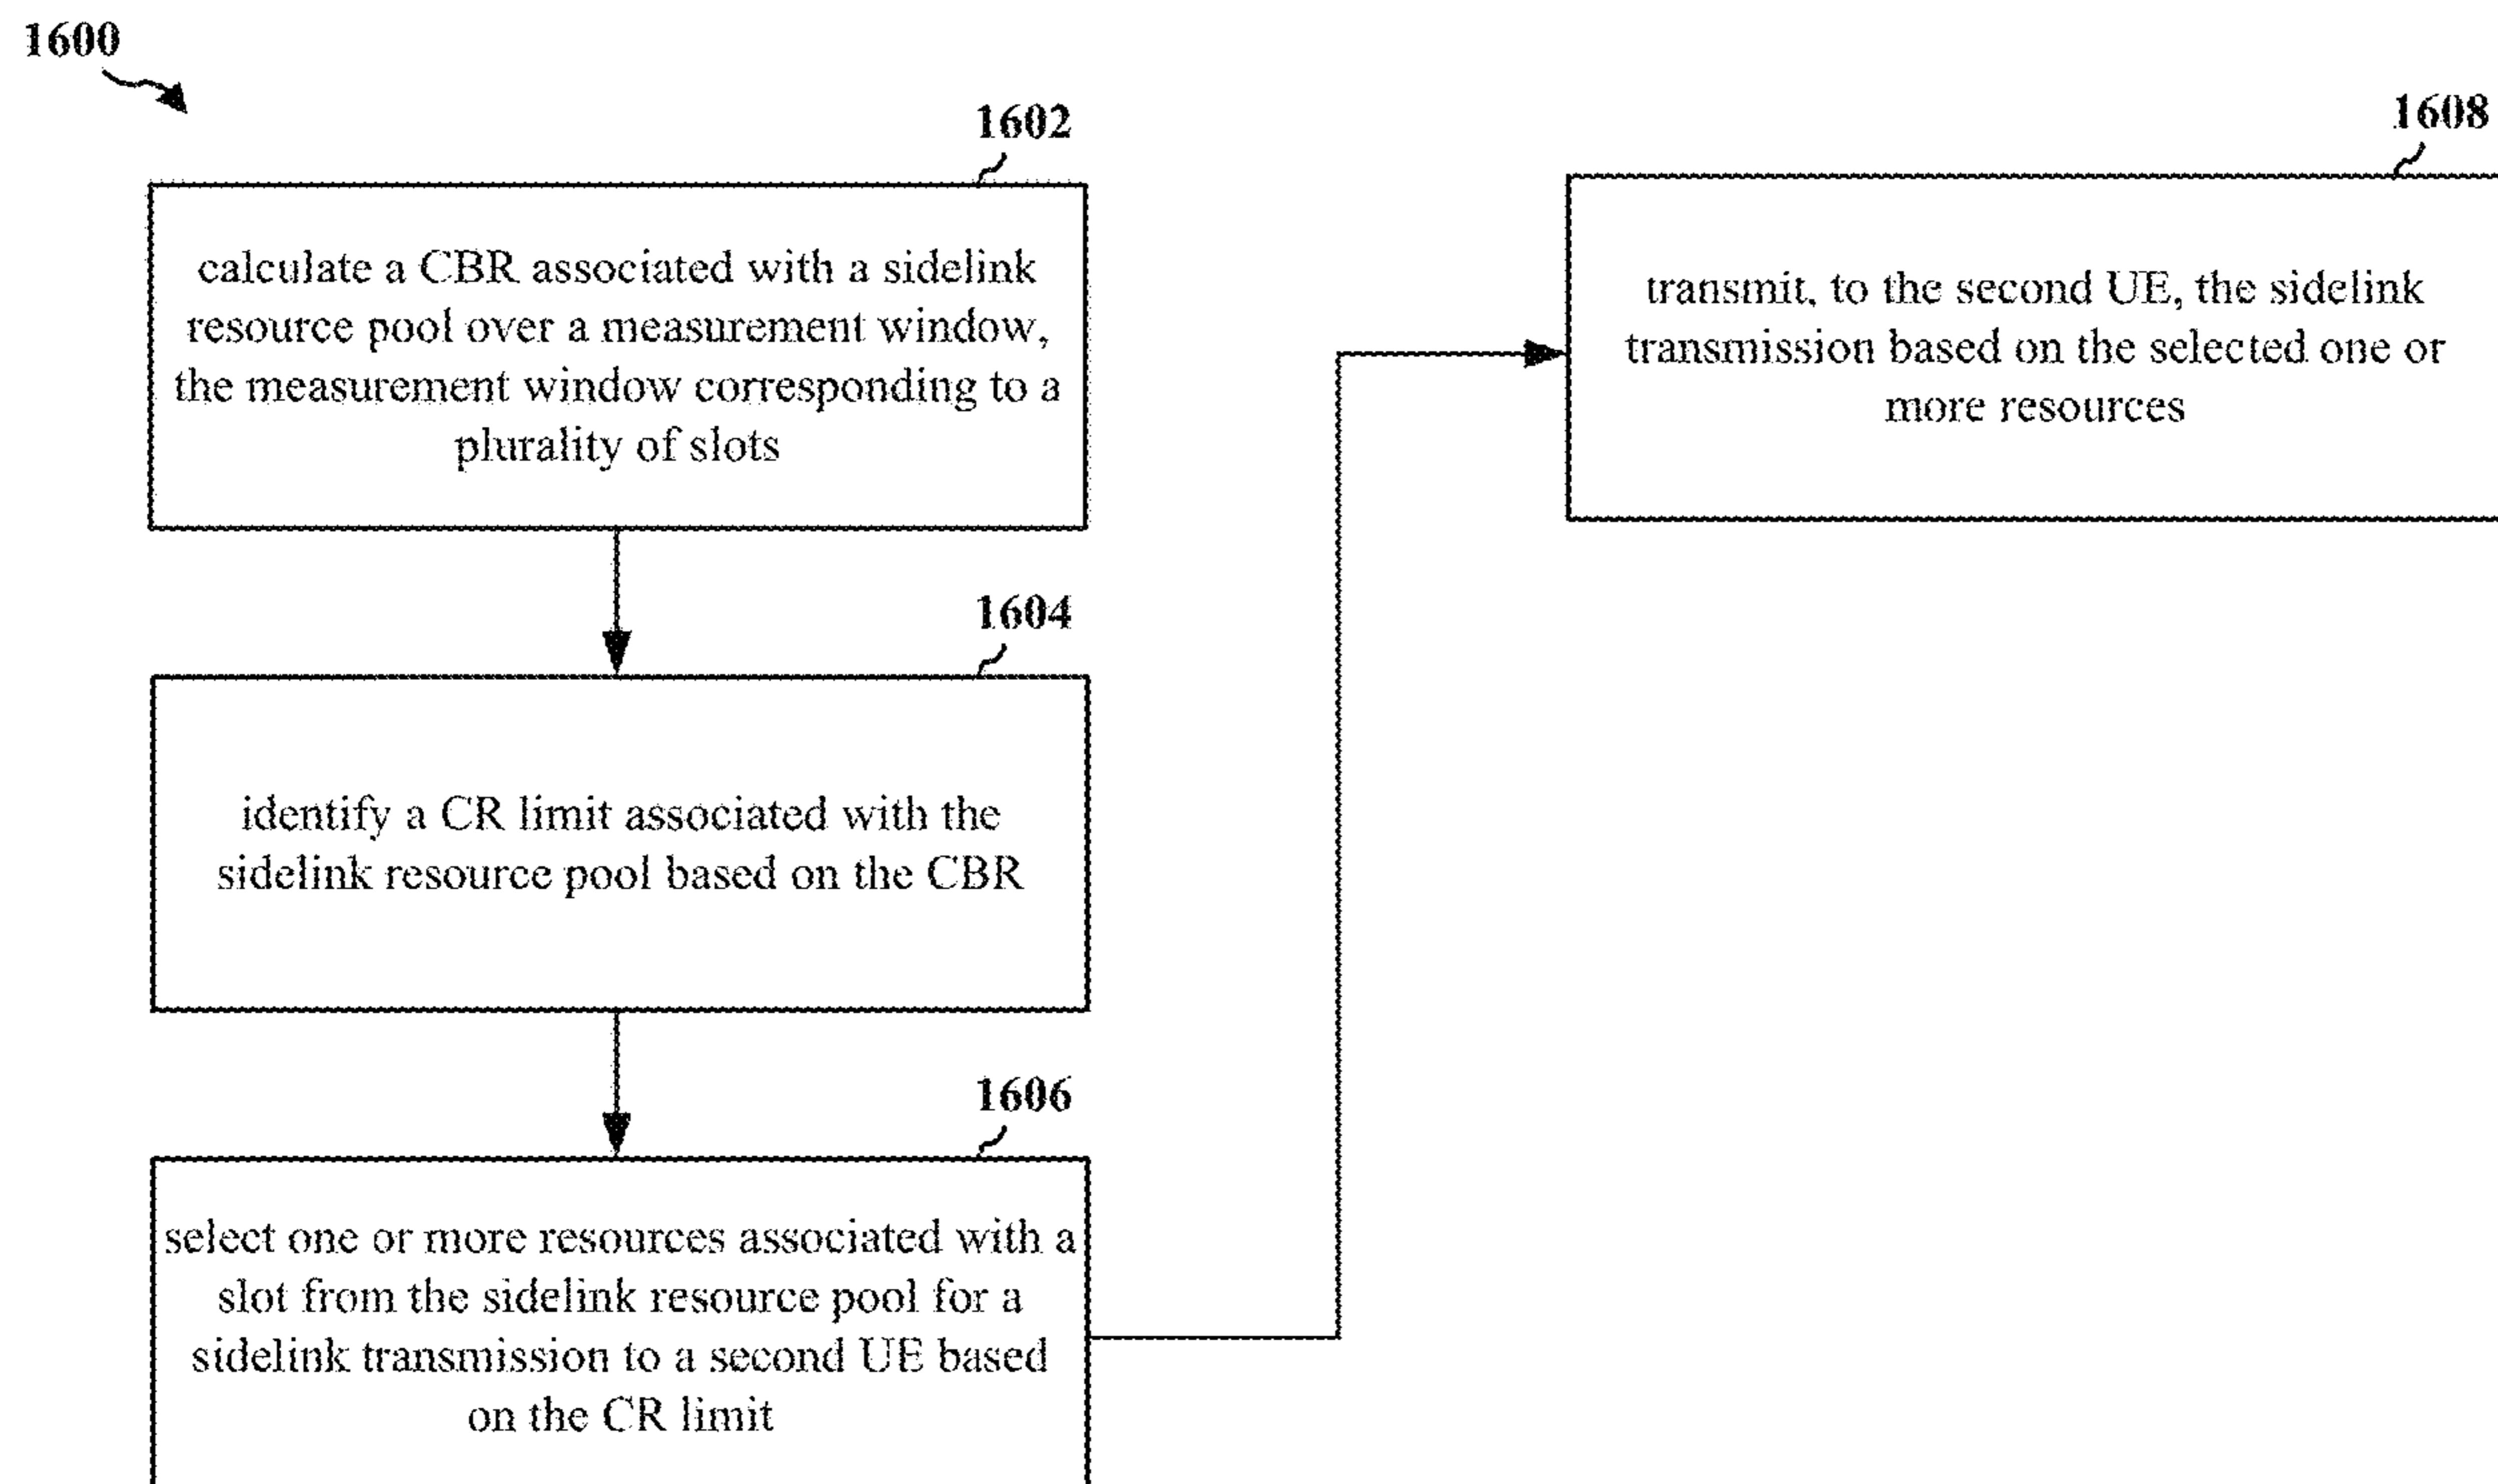 1600
1602
calculate a CBR associated with a sidelink
resource pool over a measurement window,
the measurement window corresponding to a
plurality of slots
1604
identify a CR limit associated with the
sidelink resource pool based on the CBR
1606
select one or more resources associated with a
slot from the sidelink resource pool for a
sidelink transmission to a second UE based
on the CR limit
1608
transmit, to the second UE, the sidelink
transmission based on the selected one or
more resources